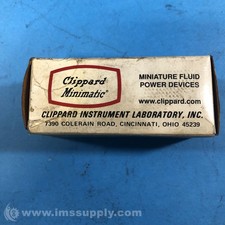 Clippard
Minimatic®
MINIATURE FLUID
POWER DEVICES
www.clippard.com
CLIPPARD INSTRUMENT LABORATORY, INC.
7390 COLERAIN ROAD, CINCINNATI, OHIO 45239
© www.imssupply.com